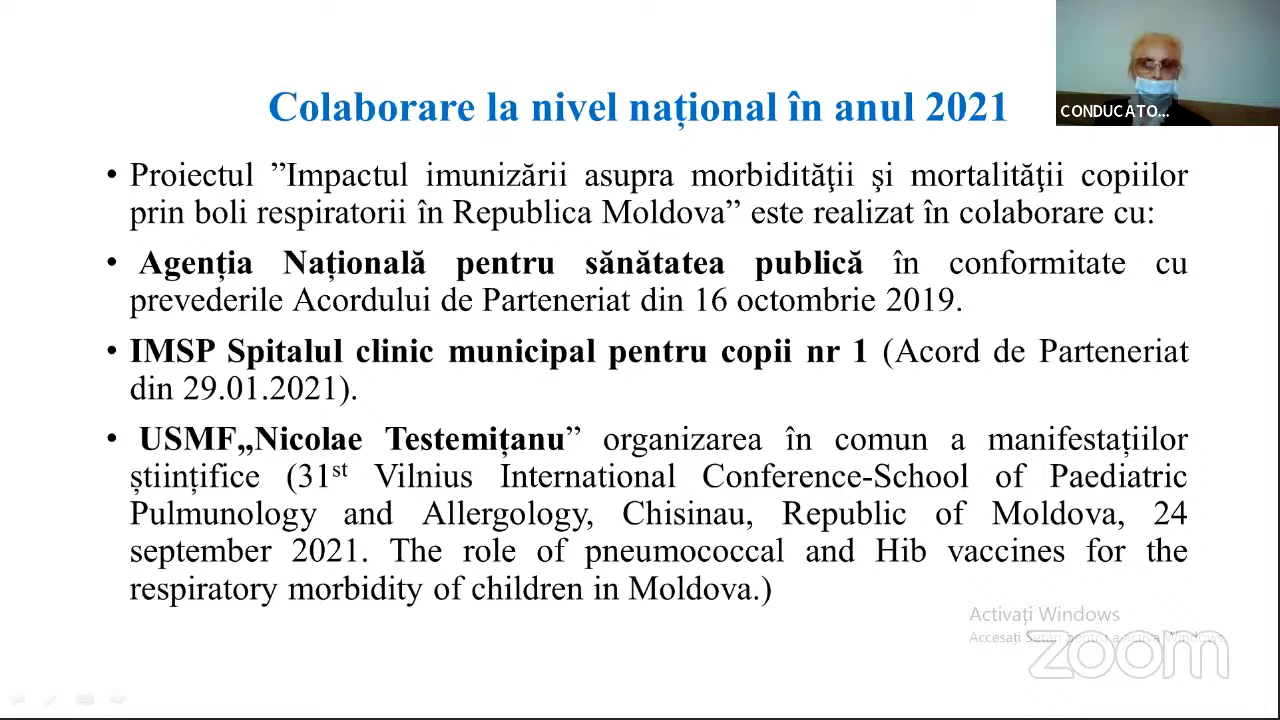 Colaborare la nivel național în anul 2021
CONDUCATO...
• Proiectul ”Impactul imunizării asupra morbidităţii şi mortalităţii copiilor
prin boli respiratorii în Republica Moldova” este realizat în colaborare cu:
• Agenția Națională pentru sănătatea publică în conformitate cu
prevederile Acordului de Parteneriat din 16 octombrie 2019.
• IMSP Spitalul clinic municipal pentru copii nr 1 (Acord de Parteneriat
din 29.01.2021).
• USMF„Nicolae Testemițanu” organizarea în comun a manifestațiilor
științifice (31st Vilnius International Conference-School of Paediatric
Pulmunology and Allergology, Chisinau, Republic of Moldova, 24
september 2021. The role of pneumococcal and Hib vaccines for the
respiratory morbidity of children in Moldova.)
Activați Windows
Accesați Setări pentru a activa Windows.
zoom